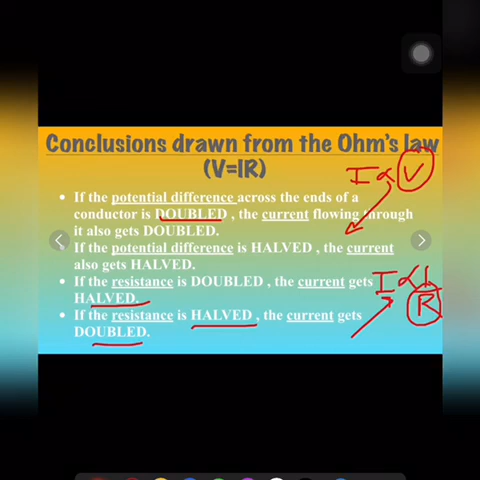 Conclusions drawn from the Ohm's law
(V=IR)
I ∝ V
• If the potential difference across the ends of a
conductor is DOUBLED , the current flowing through
it also gets DOUBLED.
• If the potential difference is HALVED, the current
also gets HALVED.
• If the resistance is DOUBLED , the current gets
HALVED.
I ∝ 1
R
• If the resistance is HALVED , the current gets
DOUBLED.